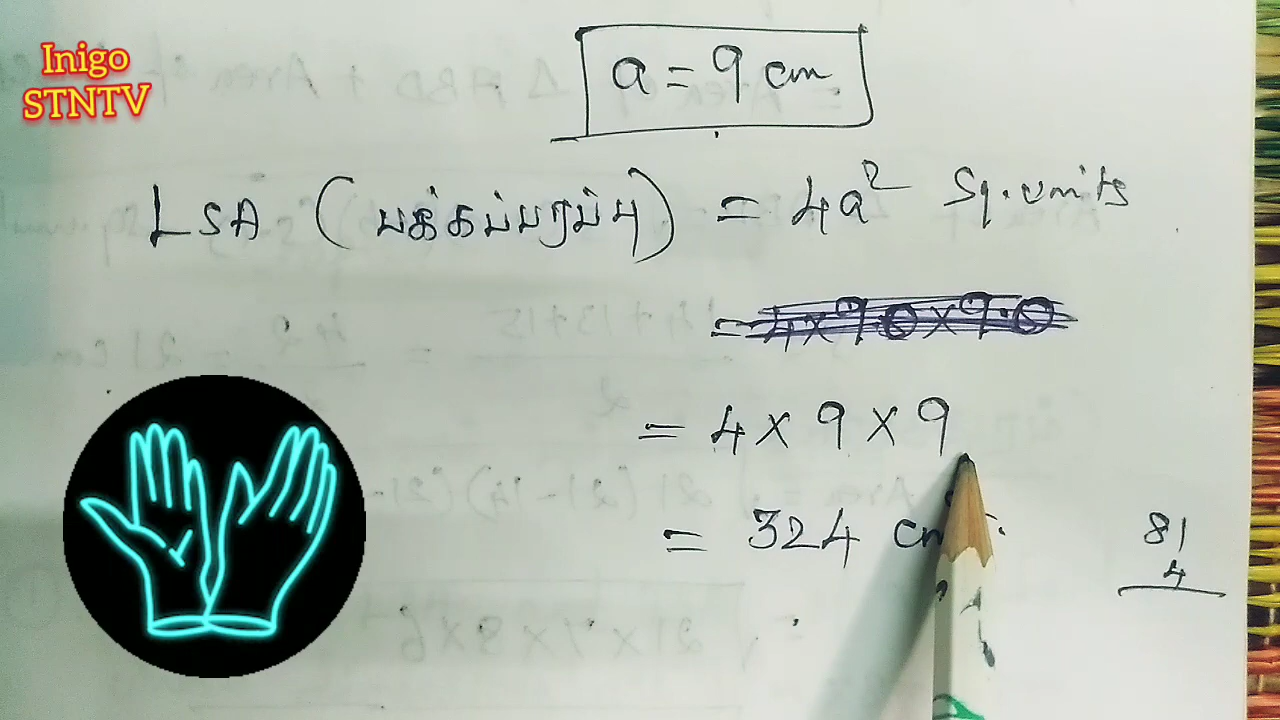 Inigo
STNTV
a = 9 cm
LSA (பக்கப்பரப்பு) = 4a² Sq.units
= 4 × 9 × 9
= 324 cm
81
4